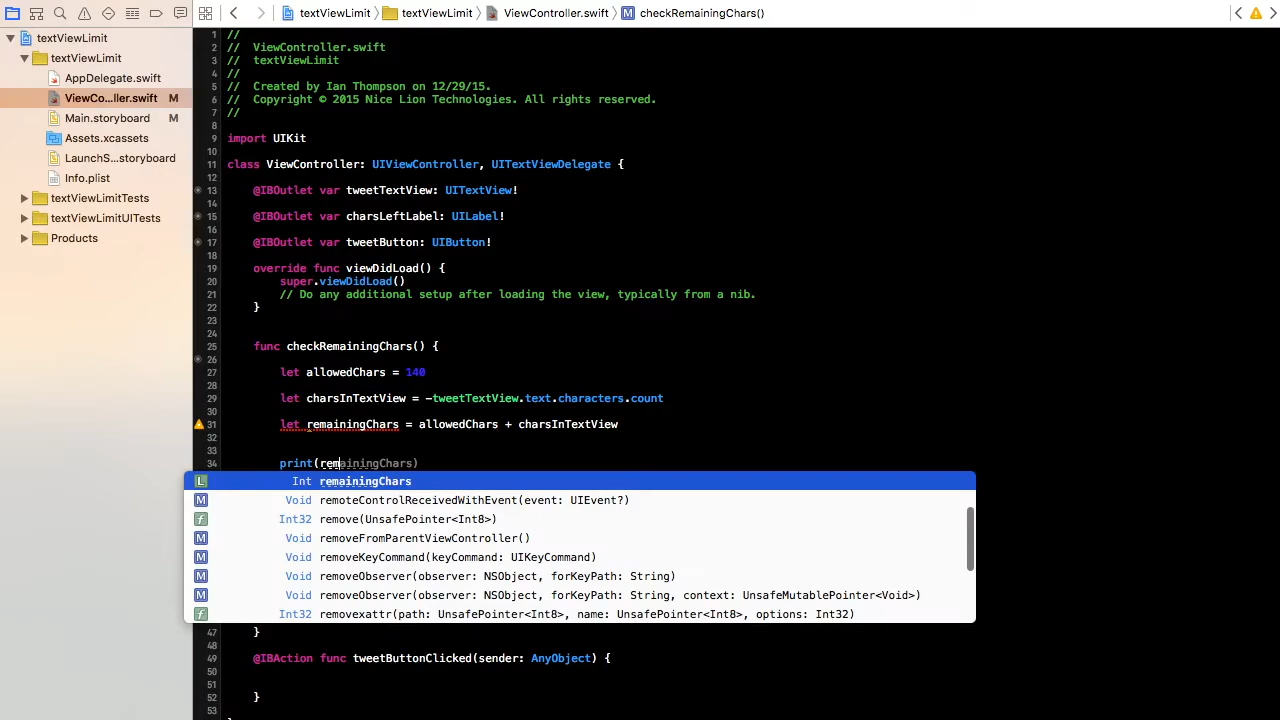 textViewLimit textViewLimit ViewController.swift M checkRemainingChars()
textViewLimit
textViewLimit
AppDelegate.swift
ViewCo...ller.swift M
Main.storyboard M
Assets.xcassets
LaunchS...storyboard
Info.plist
textViewLimitTests
textViewLimitUITests
Products
1 //
2 // ViewController.swift
3 // textViewLimit
4 //
5 // Created by Ian Thompson on 12/29/15.
6 // Copyright © 2015 Nice Lion Technologies. All rights reserved.
7 //
8
9 import UIKit
10
11 class ViewController: UIViewController, UITextViewDelegate {
12
13 @IBOutlet var tweetTextView: UITextView!
14
15 @IBOutlet var charsLeftLabel: UILabel!
16
17 @IBOutlet var tweetButton: UIButton!
18
19 override func viewDidLoad() {
20 super.viewDidLoad()
21 // Do any additional setup after loading the view, typically from a nib.
22 }
23
24
25 func checkRemainingChars() {
26
27 let allowedChars = 140
28
29 let charsInTextView = -tweetTextView.text.characters.count
30
31 let remainingChars = allowedChars + charsInTextView
32
33
34 print(remainingChars)
L Int remainingChars
M Void remoteControlReceivedWithEvent(event: UIEvent?)
f Int32 remove(UnsafePointer<Int8>)
M Void removeFromParentViewController()
M Void removeKeyCommand(keyCommand: UIKeyCommand)
M Void removeObserver(observer: NSObject, forKeyPath: String)
M Void removeObserver(observer: NSObject, forKeyPath: String, context: UnsafeMutablePointer<Void>)
f Int32 removexattr(path: UnsafePointer<Int8>, name: UnsafePointer<Int8>, options: Int32)
47 }
48
49 @IBAction func tweetButtonClicked(sender: AnyObject) {
50
51
52 }
53